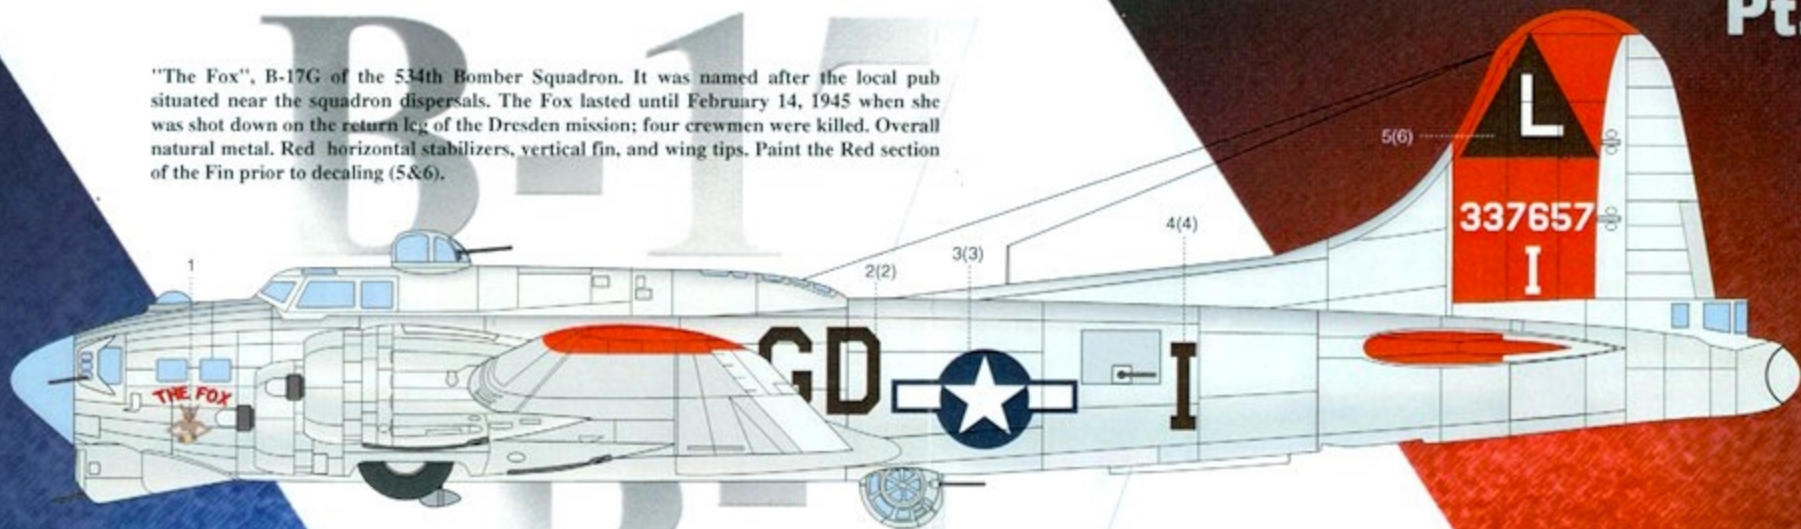 Pt.
B-17
"The Fox", B-17G of the 534th Bomber Squadron. It was named after the local pub
situated near the squadron dispersals. The Fox lasted until February 14, 1945 when she
was shot down on the return leg of the Dresden mission; four crewmen were killed. Overall
natural metal. Red horizontal stabilizers, vertical fin, and wing tips. Paint the Red section
of the Fin prior to decaling (5&6).
L
5(6)
337657
I
4(4)
3(3)
2(2)
1
THE FOX
GD
I